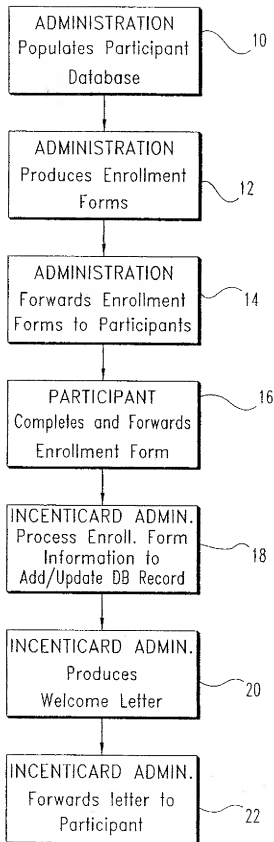 ADMINISTRATION
Populates Participant
Database
10
ADMINISTRATION
Produces Enrollment
Forms
12
ADMINISTRATION
Forwards Enrollment
Forms to Participants
14
PARTICIPANT
Completes and Forwards
Enrollment Form
16
INCENTICARD ADMIN.
Process Enroll. Form
Information to
Add/Update DB Record
18
INCENTICARD ADMIN.
Produces
Welcome Letter
20
INCENTICARD ADMIN.
Forwards letter to
Participant
22